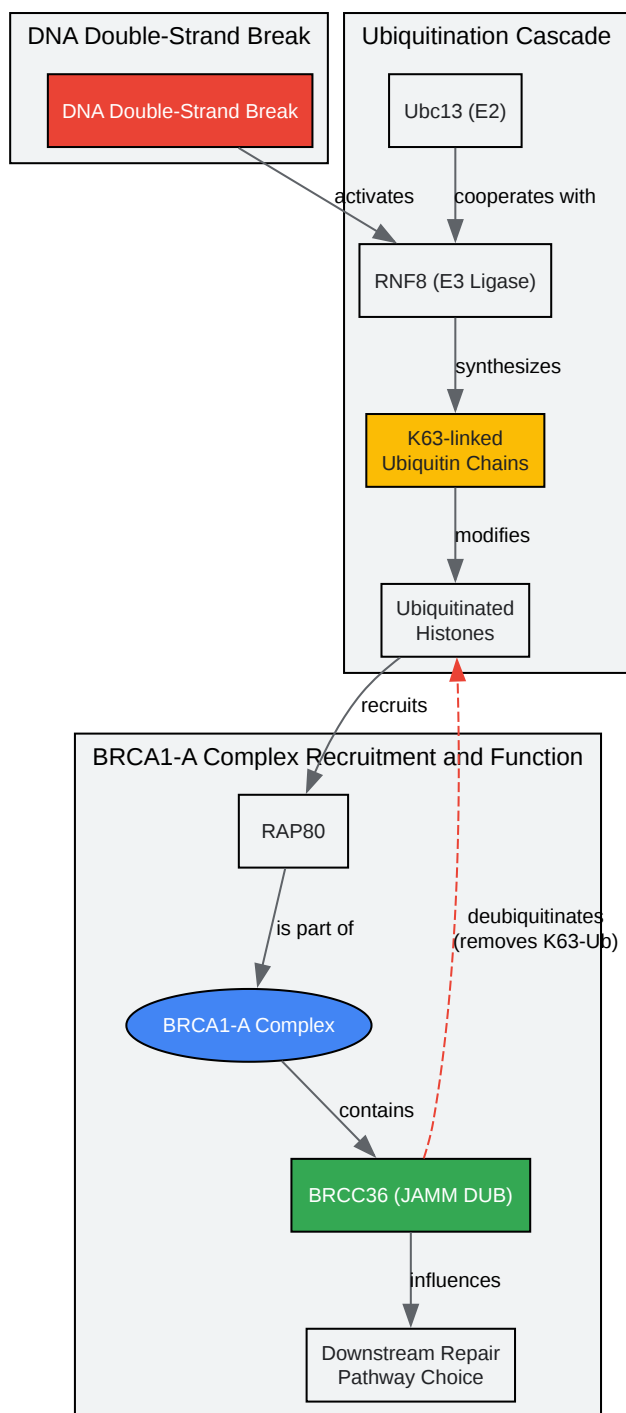 DNA Double-Strand Break
Ubiquitination Cascade
DNA Double-Strand Break
Ubc13 (E2)
activates
cooperates with
RNF8 (E3 Ligase)
synthesizes
K63-linked
Ubiquitin Chains
modifies
Ubiquitinated
Histones
recruits
BRCA1-A Complex Recruitment and Function
RAP80
is part of
deubiquitinates
(removes K63-Ub)
BRCA1-A Complex
contains
BRCC36 (JAMM DUB)
influences
Downstream Repair
Pathway Choice